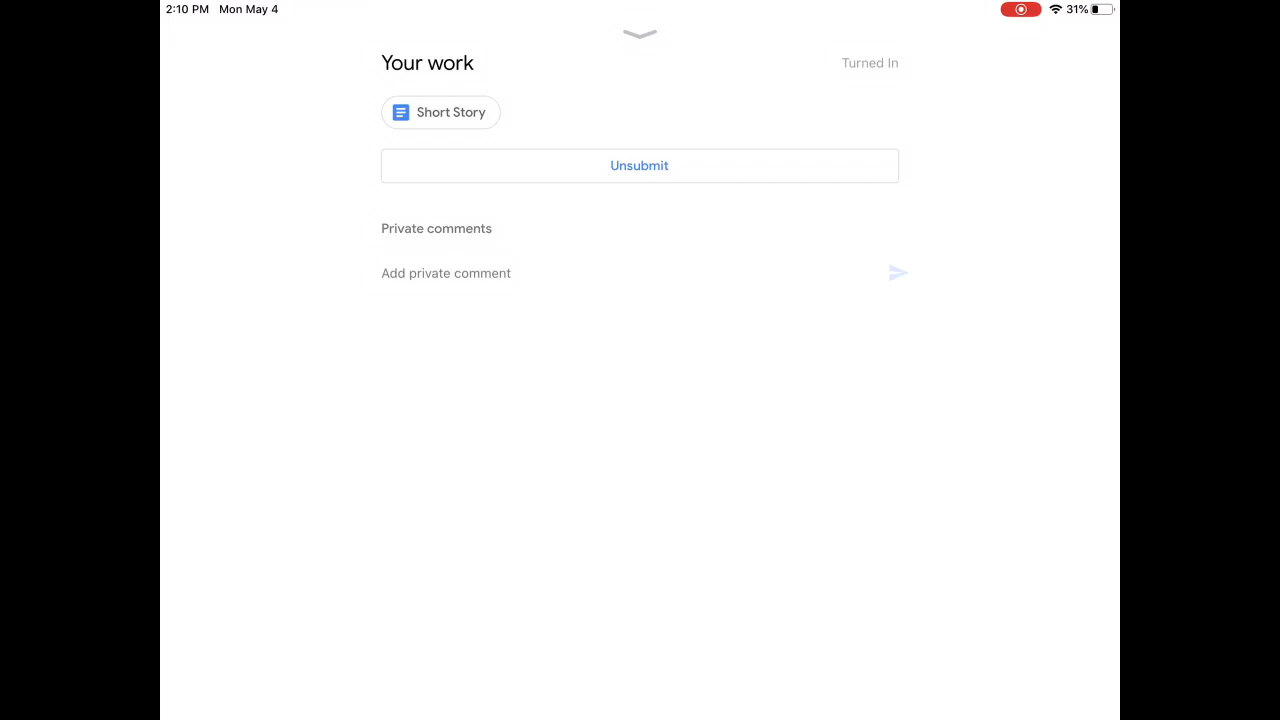 2:10 PM Mon May 4 31%
Your work Turned In
Short Story
Unsubmit
Private comments
Add private comment